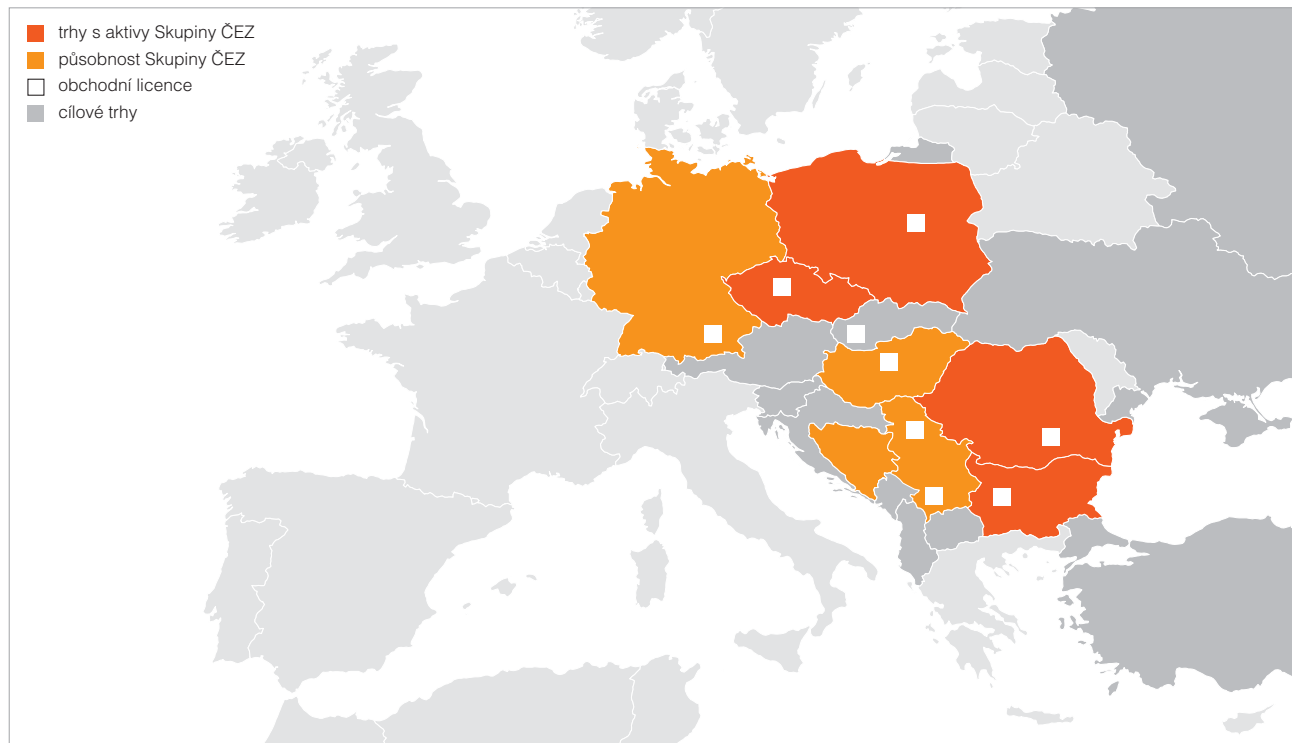 trhy s aktivy Skupiny ČEZ
působnost Skupiny ČEZ
obchodní licence
cílové trhy